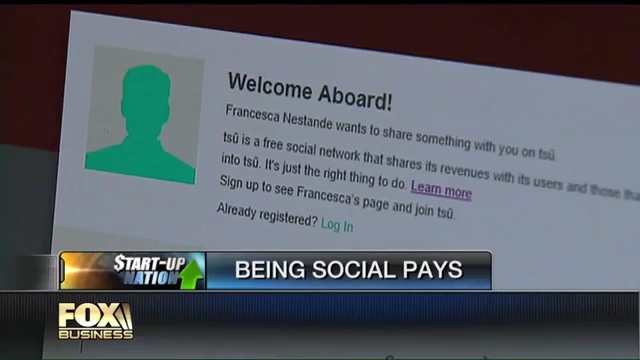 Welcome Aboard!
Francesca Nestande wants to share something with you on tsū.
tsū is a free social network that shares its revenues with its users and those
into tsū. It's just the right thing to do. Learn more
Sign up to see Francesca's page and join tsū.
Already registered? Log In
$TART-UP
NATION
BEING SOCIAL PAYS
FOX
BUSINESS